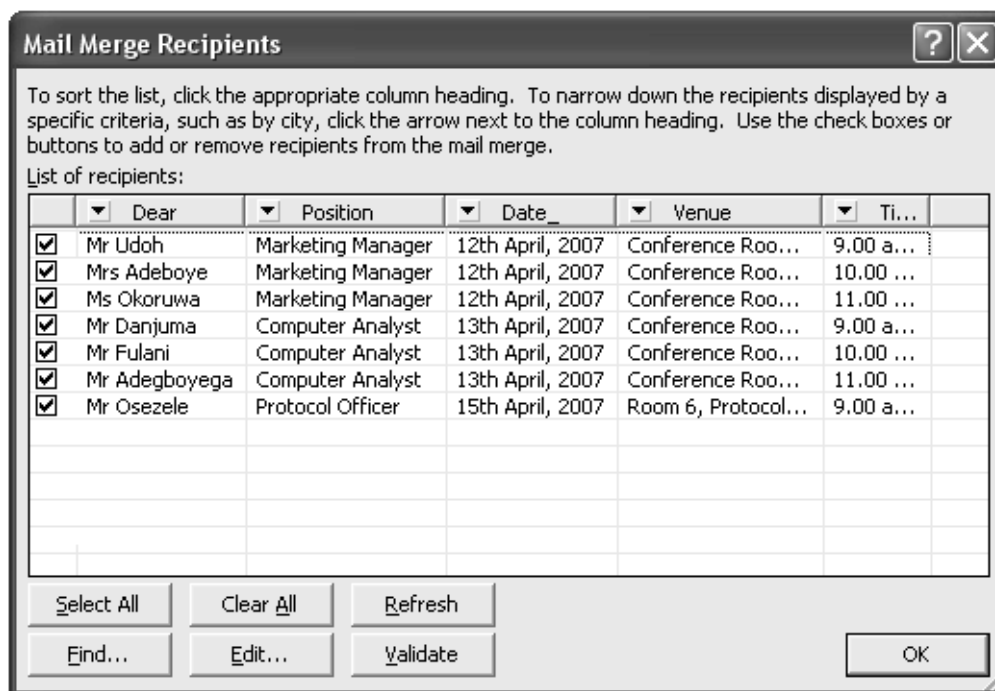 Mail Merge Recipients
To sort the list, click the appropriate column heading. To narrow down the recipients displayed by a
specific criteria, such as by city, click the arrow next to the column heading. Use the check boxes or
buttons to add or remove recipients from the mail merge.
List of recipients:
Dear Position Date_ Venue Ti...
Mr Udoh Marketing Manager 12th April, 2007 Conference Roo... 9.00 a...
Mrs Adeboye Marketing Manager 12th April, 2007 Conference Roo... 10.00 ...
Ms Okoruwa Marketing Manager 12th April, 2007 Conference Roo... 11.00 ...
Mr Danjuma Computer Analyst 13th April, 2007 Conference Roo... 9.00 a...
Mr Fulani Computer Analyst 13th April, 2007 Conference Roo... 10.00 ...
Mr Adegboyega Computer Analyst 13th April, 2007 Conference Roo... 11.00 ...
Mr Osezele Protocol Officer 15th April, 2007 Room 6, Protocol... 9.00 a...
Select All Clear All Refresh
Find... Edit... Validate OK